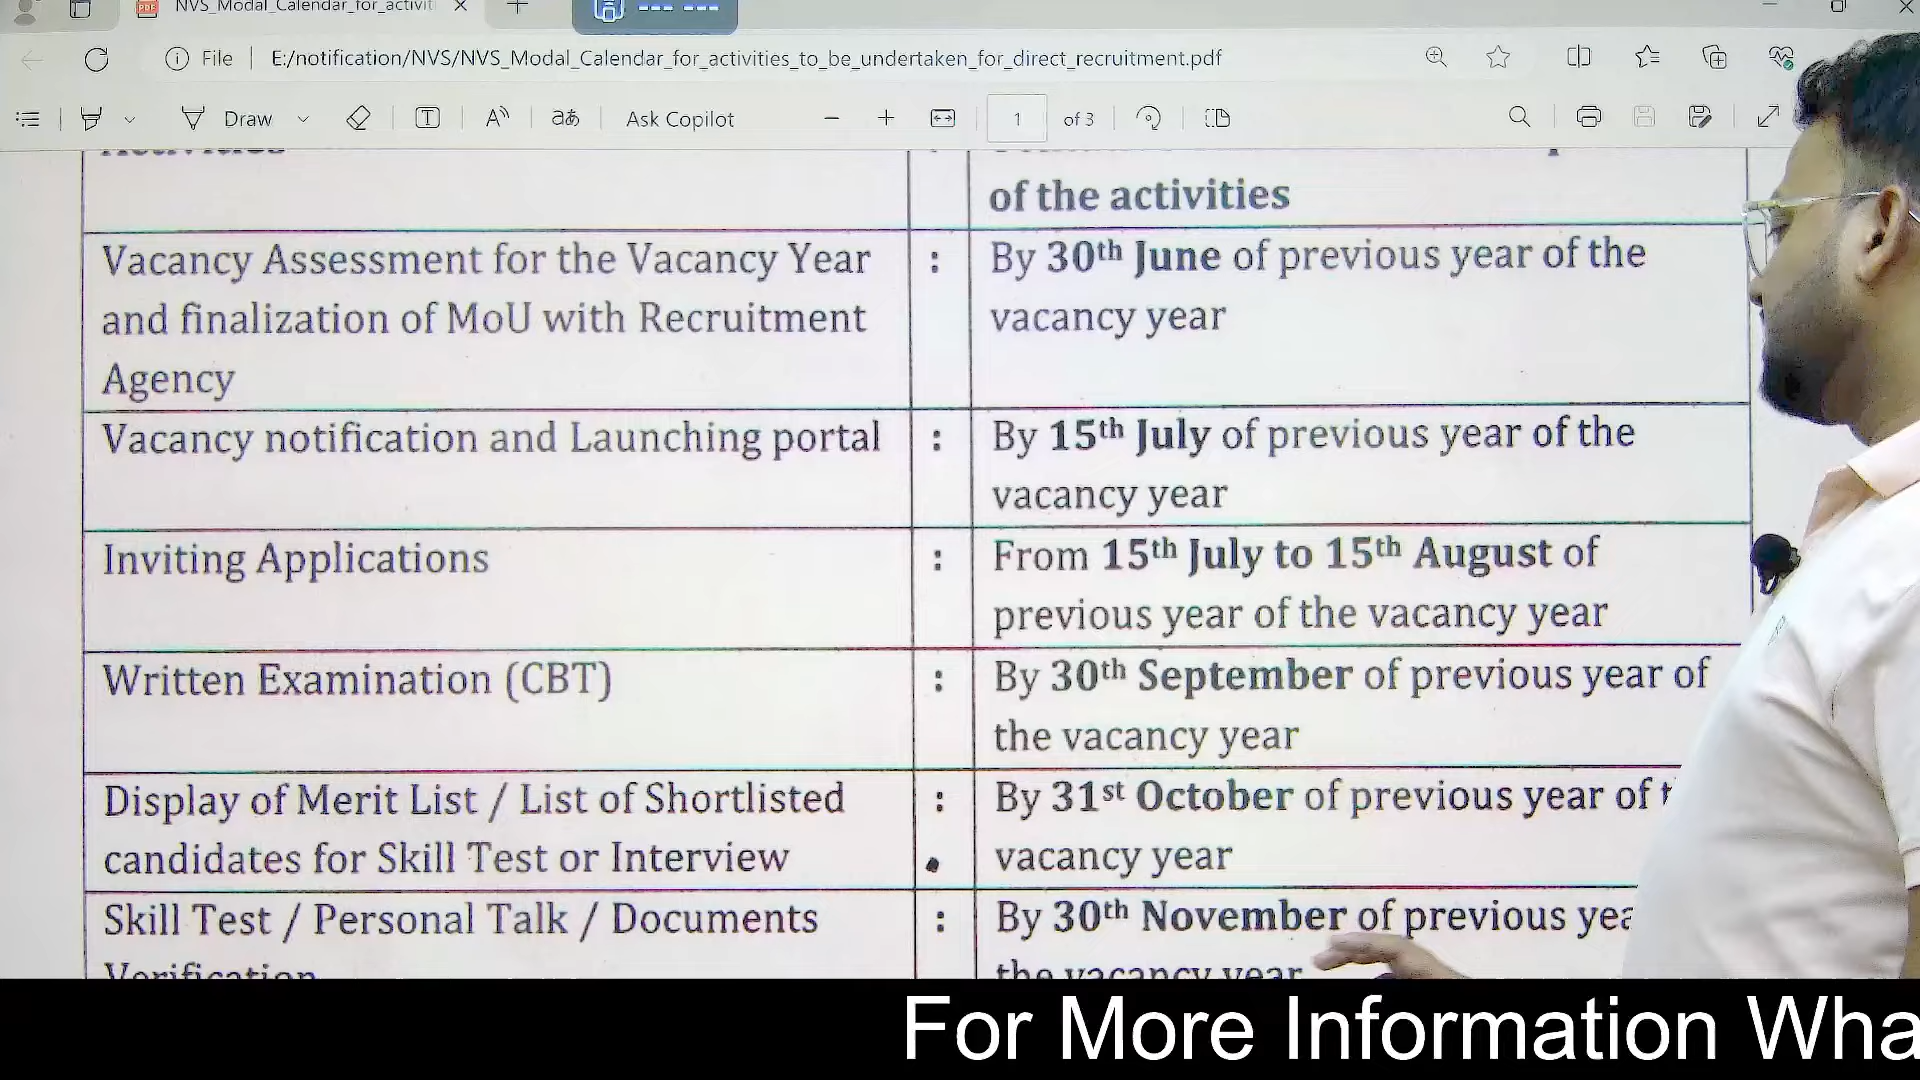 NVS_Modal_Calendar_for_activit
File E:/notification/NVS/NVS_Modal_Calendar_for_activities_to_be_undertaken_for_direct_recruitment.pdf
Draw Ask Copilot 1 of 3
of the activities
Vacancy Assessment for the Vacancy Year : By 30th June of previous year of the
and finalization of MoU with Recruitment vacancy year
Agency
Vacancy notification and Launching portal : By 15th July of previous year of the
vacancy year
Inviting Applications : From 15th July to 15th August of
previous year of the vacancy year
Written Examination (CBT) : By 30th September of previous year of
the vacancy year
Display of Merit List / List of Shortlisted : By 31st October of previous year of
candidates for Skill Test or Interview vacancy year
Skill Test / Personal Talk / Documents : By 30th November of previous yea
Verification the vacancy year
For More Information Wha